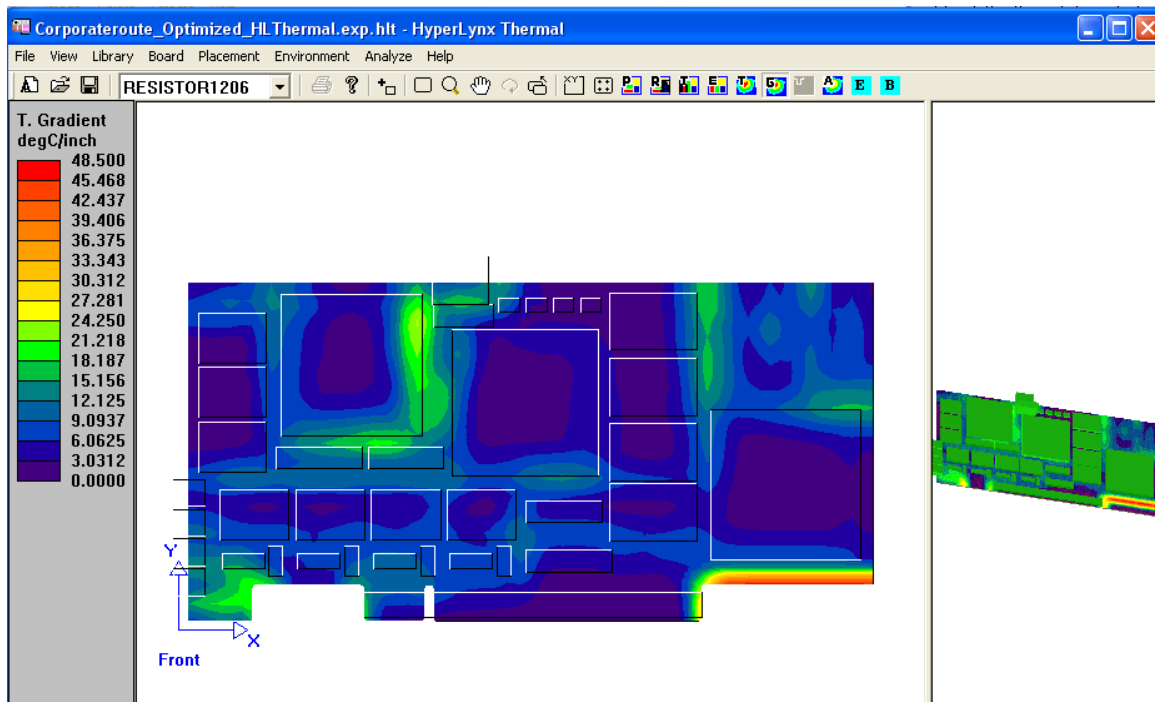 Corporateroute_Optimized_HLThermal.exp.hlt - HyperLynx Thermal
File View Library Board Placement Environment Analyze Help
RESISTOR1206
T. Gradient
degC/inch
48.500
45.468
42.437
39.406
36.375
33.343
30.312
27.281
24.250
21.218
18.187
15.156
12.125
9.0937
6.0625
3.0312
0.0000
Y
X
Front